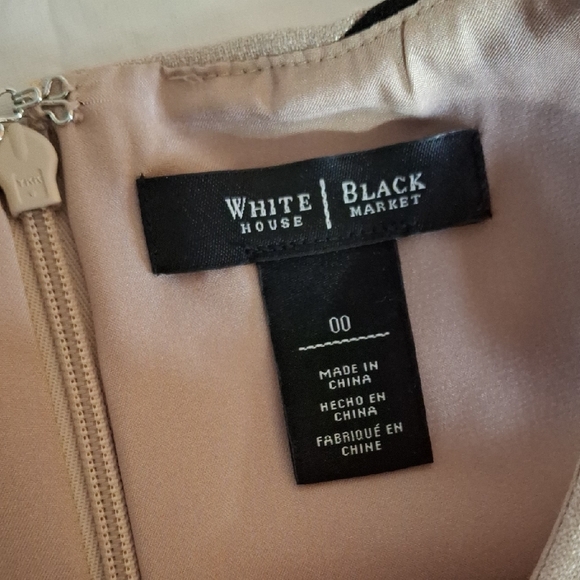 WHITE HOUSE | BLACK MARKET
00
MADE IN
CHINA
HECHO EN
CHINA
FABRIQUÉ EN
CHINE